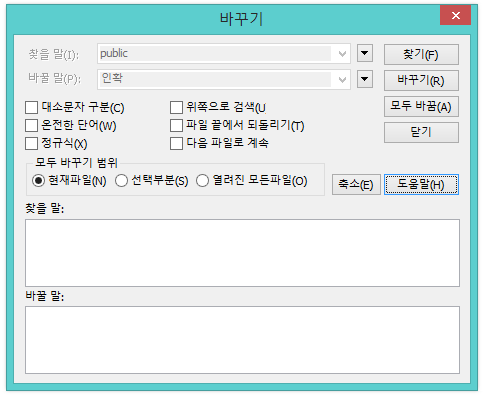 바꾸기
찾을 말(I): public 찾기(F)
바꿀 말(P): 인확 바꾸기(R)
대소문자 구분(C) 위쪽으로 검색(U 모두 바꿈(A)
온전한 단어(W) 파일 끝에서 되돌리기(T) 닫기
정규식(X) 다음 파일로 계속
모두 바꾸기 범위
현재파일(N) 선택부분(S) 열려진 모든파일(O) 축소(E) 도움말(H)
찾을 말:
바꿀 말: